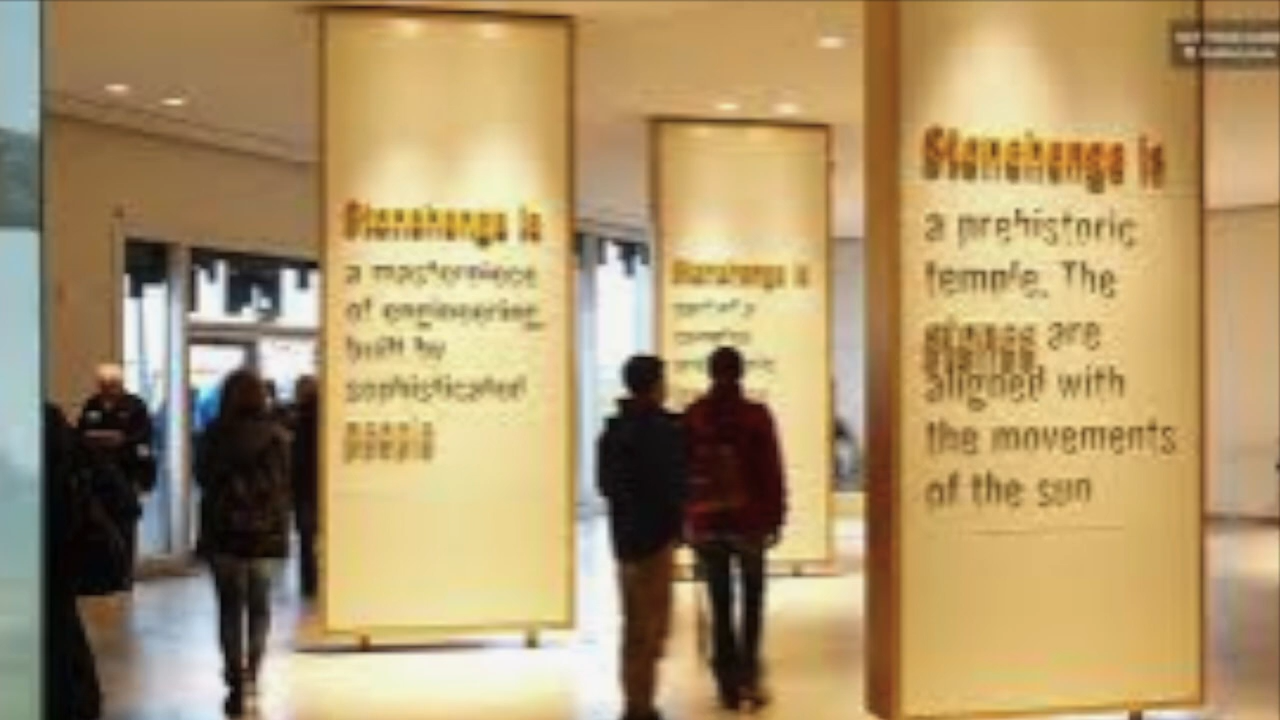 Stonehenge is
a masterpiece
of engineering
built by
sophisticated
people
Stonehenge is
Stonehenge is
a prehistoric
temple. The
are
aligned with
the movements
of the sun